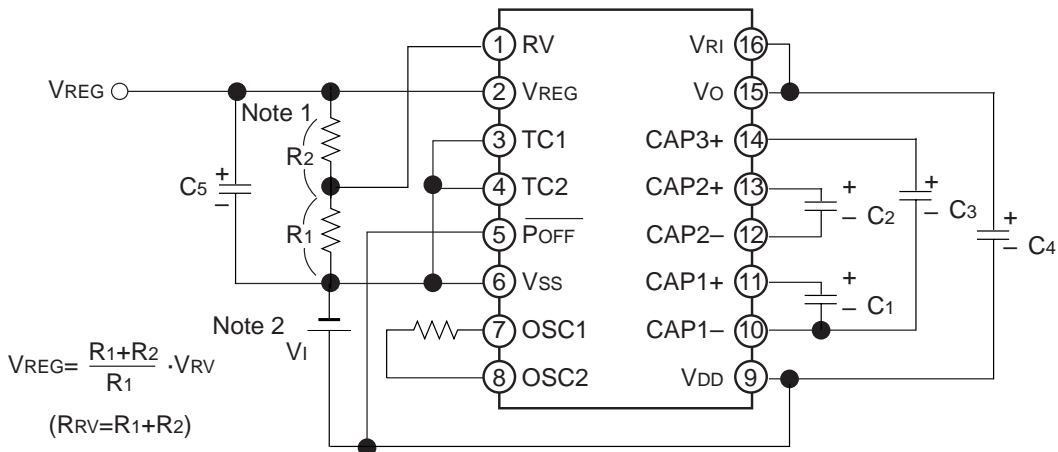 1 RV
VRI 16
VREG
2 VREG
VO 15
Note 1
3 TC1
CAP3+ 14
R2
+
C5
–
4 TC2
CAP2+ 13
+
– C2
+
– C3
+
– C4
R1
5 POFF
CAP2– 12
6 VSS
CAP1+ 11
+
– C1
Note 2
VI
7 OSC1
CAP1– 10
8 OSC2
VDD 9
VREG= R1+R2 / R1 · VRV
(RRV=R1+R2)